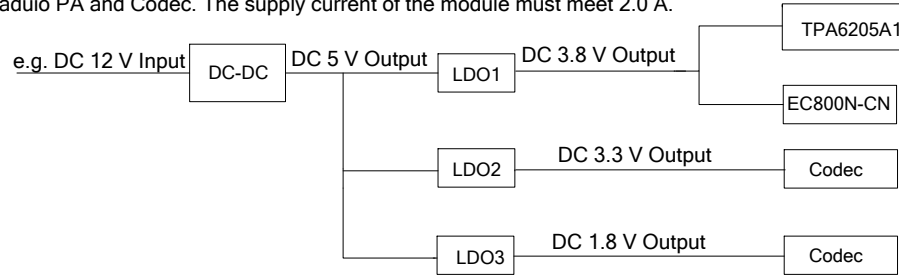 adulo PA and Codec. The supply current of the module must meet 2.0 A.
TPA6205A1
e.g. DC 12 V Input
DC-DC
DC 5 V Output
LDO1
DC 3.8 V Output
EC800N-CN
LDO2
DC 3.3 V Output
Codec
LDO3
DC 1.8 V Output
Codec